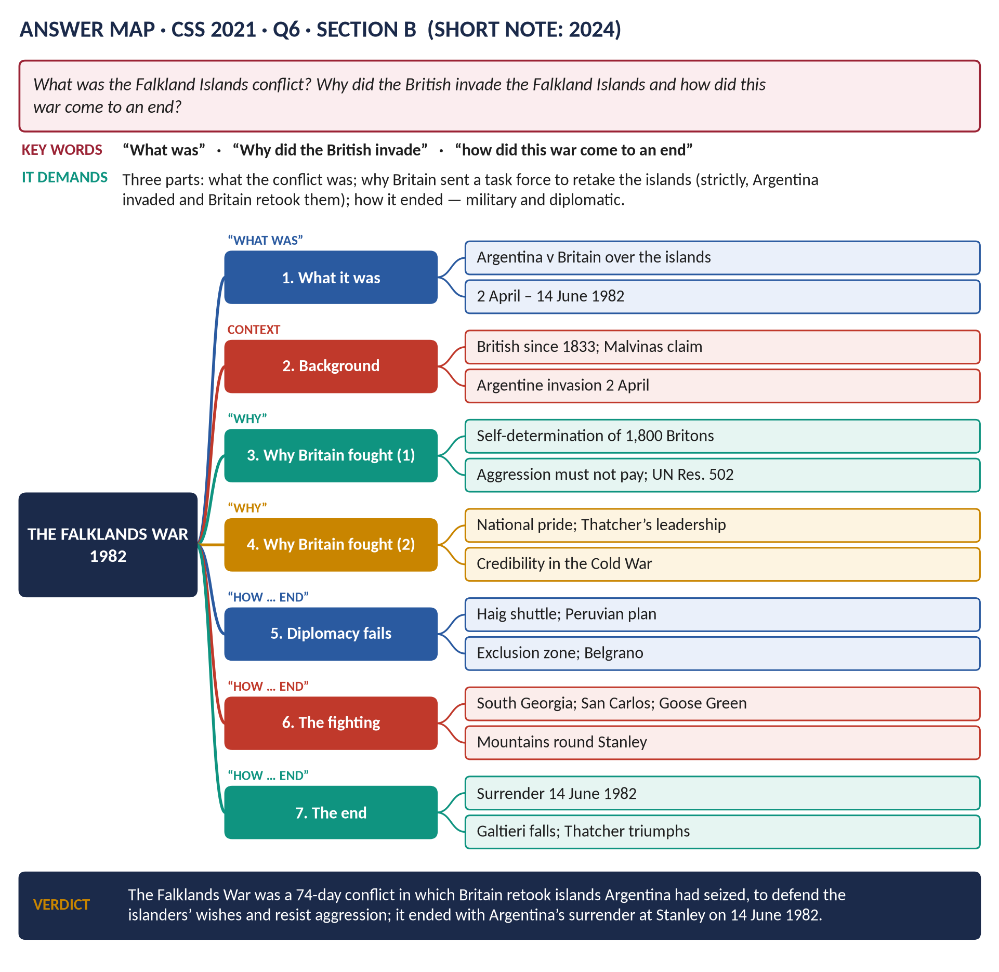 ANSWER MAP · CSS 2021 · Q6 · SECTION B (SHORT NOTE: 2024)
What was the Falkland Islands conflict? Why did the British invade the Falkland Islands and how did this
war come to an end?
KEY WORDS “What was” · “Why did the British invade” · “how did this war come to an end”
IT DEMANDS Three parts: what the conflict was; why Britain sent a task force to retake the islands (strictly, Argentina
invaded and Britain retook them); how it ended — military and diplomatic.
THE FALKLANDS WAR
1982
“WHAT WAS”
1. What it was
Argentina v Britain over the islands
2 April – 14 June 1982
CONTEXT
2. Background
British since 1833; Malvinas claim
Argentine invasion 2 April
“WHY”
3. Why Britain fought (1)
Self-determination of 1,800 Britons
Aggression must not pay; UN Res. 502
“WHY”
4. Why Britain fought (2)
National pride; Thatcher’s leadership
Credibility in the Cold War
“HOW ... END”
5. Diplomacy fails
Haig shuttle; Peruvian plan
Exclusion zone; Belgrano
“HOW ... END”
6. The fighting
South Georgia; San Carlos; Goose Green
Mountains round Stanley
“HOW ... END”
7. The end
Surrender 14 June 1982
Galtieri falls; Thatcher triumphs
VERDICT
The Falklands War was a 74-day conflict in which Britain retook islands Argentina had seized, to defend the
islanders’ wishes and resist aggression; it ended with Argentina’s surrender at Stanley on 14 June 1982.